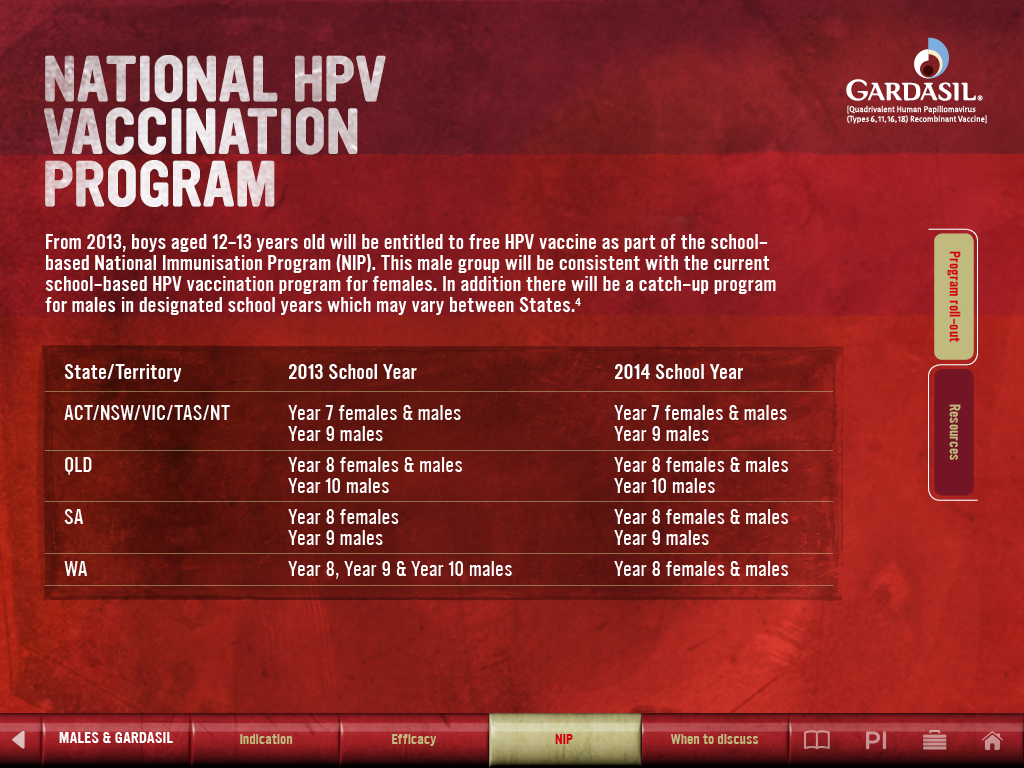 NATIONAL HPV
VACCINATION
PROGRAM
GARDASIL®
[Quadrivalent Human Papillomavirus
(Types 6, 11, 16, 18) Recombinant Vaccine]
From 2013, boys aged 12–13 years old will be entitled to free HPV vaccine as part of the school–
based National Immunisation Program (NIP). This male group will be consistent with the current
school–based HPV vaccination program for females. In addition there will be a catch–up program
for males in designated school years which may vary between States.⁴
Program roll–out
Resources
State/Territory 2013 School Year 2014 School Year
ACT/NSW/VIC/TAS/NT Year 7 females & males Year 7 females & males
Year 9 males Year 9 males
QLD Year 8 females & males Year 8 females & males
Year 10 males Year 10 males
SA Year 8 females Year 8 females & males
Year 9 males Year 9 males
WA Year 8, Year 9 & Year 10 males Year 8 females & males
MALES & GARDASIL Indication Efficacy NIP When to discuss PI